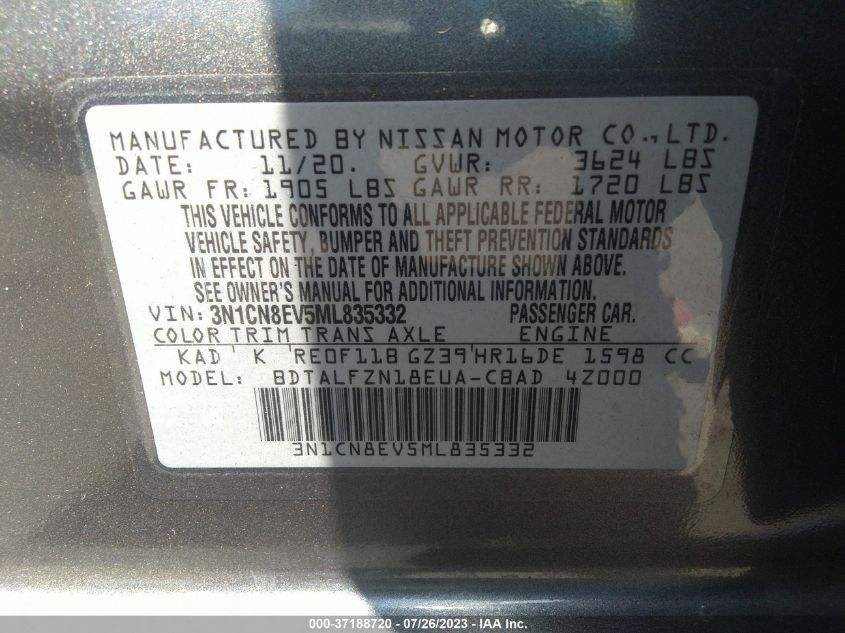 MANUFACTURED BY NISSAN MOTOR CO., LTD.
DATE: 11/20. GVWR: 3624 LBS
GAWR FR: 1905 LBS GAWR RR: 1720 LBS
THIS VEHICLE CONFORMS TO ALL APPLICABLE FEDERAL MOTOR
VEHICLE SAFETY, BUMPER AND THEFT PREVENTION STANDARDS
IN EFFECT ON THE DATE OF MANUFACTURE SHOWN ABOVE.
SEE OWNER'S MANUAL FOR ADDITIONAL INFORMATION.
VIN: 3N1CN8EV5ML835332 PASSENGER CAR.
COLOR TRIM TRANS AXLE ENGINE
KAD K RE0F11B GZ39 HR16DE 1598 CC
MODEL: BDTALFZN18EUA-CBAD 4Z000
3N1CN8EV5ML835332
000-37188720 - 07/26/2023 - IAA Inc.